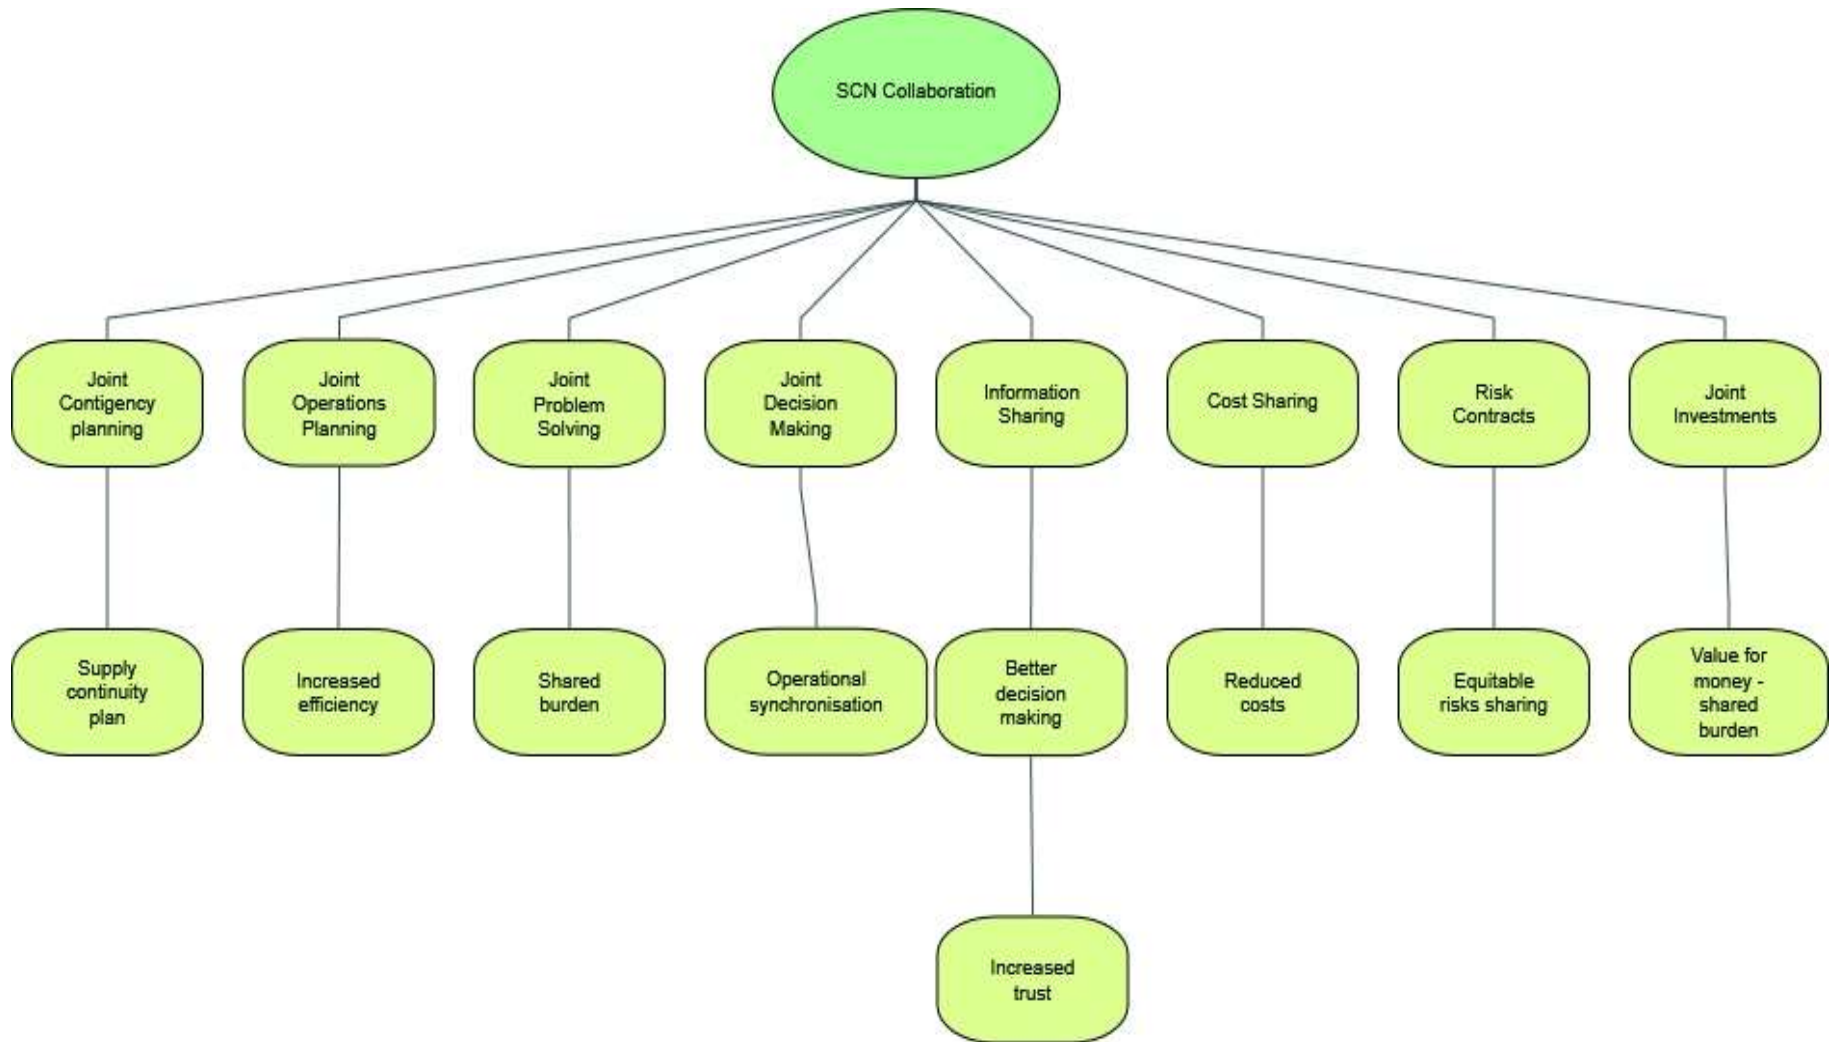 SCN Collaboration
Joint
Contigency
planning
Joint
Operations
Planning
Joint
Problem
Solving
Joint
Decision
Making
Information
Sharing
Cost Sharing
Risk
Contracts
Joint
Investments
Supply
continuity
plan
Increased
efficiency
Shared
burden
Operational
synchronisation
Better
decision
making
Reduced
costs
Equitable
risks sharing
Value for
money -
shared
burden
Increased
trust